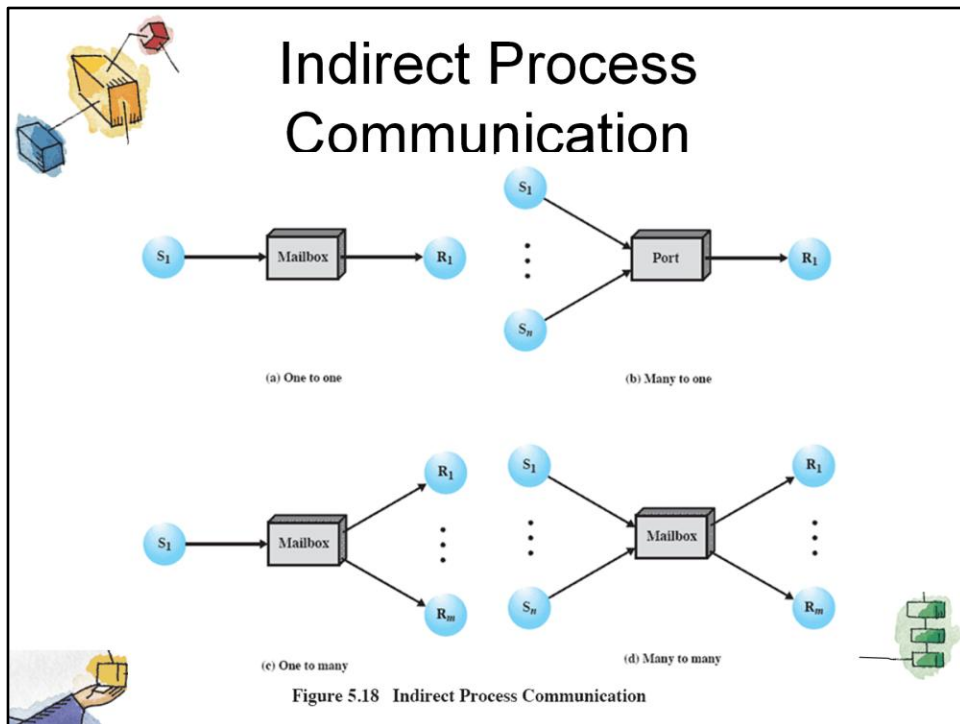 Indirect Process
Communication
S1
Mailbox
R1
(a) One to one
S1
Sn
Port
R1
(b) Many to one
S1
Mailbox
R1
Rm
(c) One to many
S1
Sn
Mailbox
R1
Rm
(d) Many to many
Figure 5.18 Indirect Process Communication